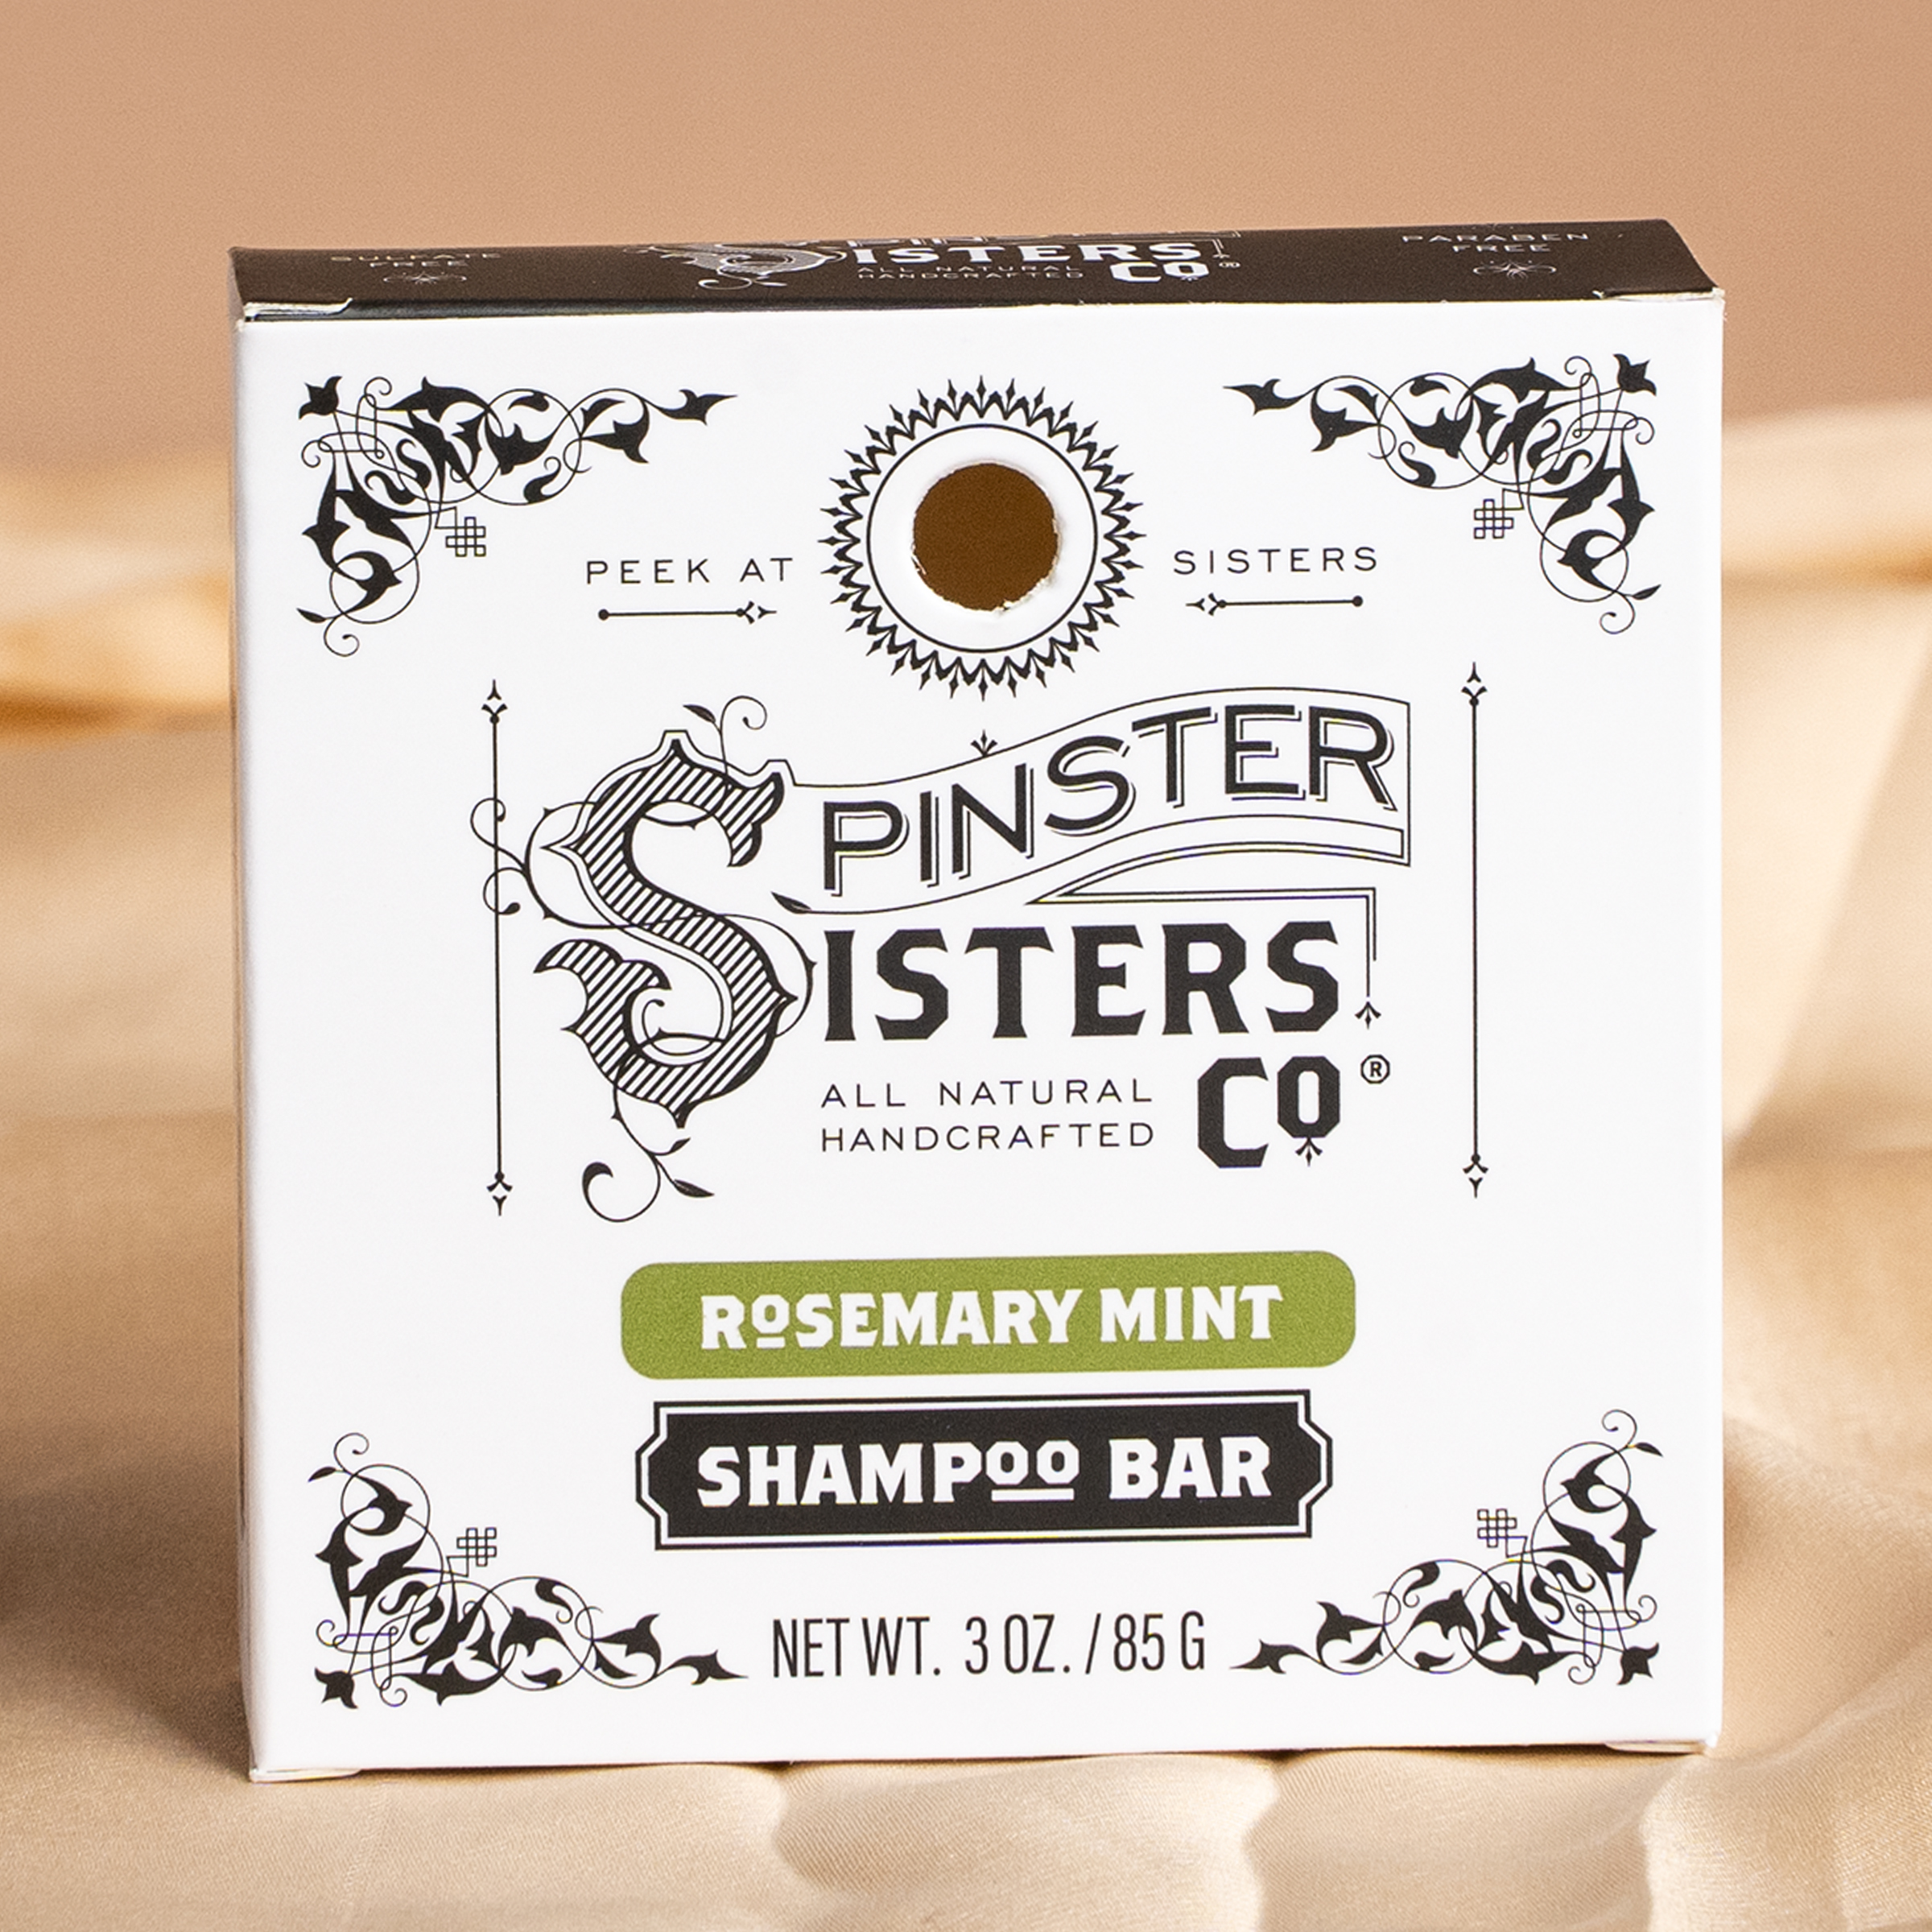 SULFATE
FREE
SPINSTER
SISTERS
ALL NATURAL
HANDCRAFTED
CO®
PARABEN
FREE
PEEK AT
SISTERS
SPINSTER
SISTERS
ALL NATURAL
HANDCRAFTED
CO®
ROSEMARY MINT
SHAMPOO BAR
NET WT. 3 OZ. / 85 G